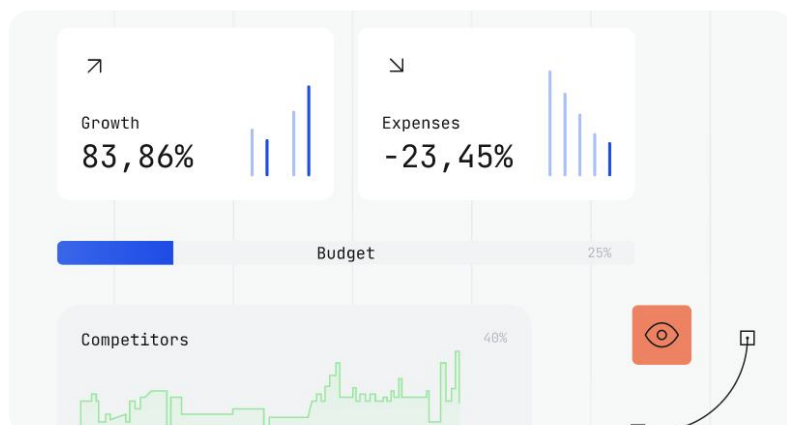 Growth
83,86%
Expenses
-23,45%
Budget
25%
Competitors
40%